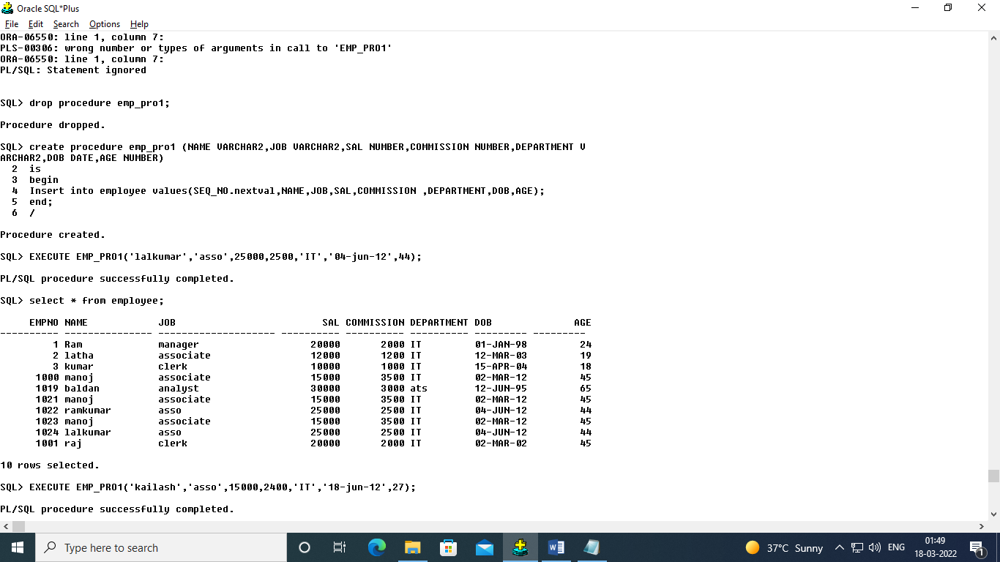 Oracle SQL*Plus
File Edit Search Options Help
ORA-06550: line 1, column 7:
PLS-00306: wrong number or types of arguments in call to 'EMP_PRO1'
ORA-06550: line 1, column 7:
PL/SQL: Statement ignored
SQL> drop procedure emp_pro1;
Procedure dropped.
SQL> create procedure emp_pro1 (NAME VARCHAR2,JOB VARCHAR2,SAL NUMBER,COMMISSION NUMBER,DEPARTMENT V
ARCHAR2,DOB DATE,AGE NUMBER)
2 is
3 begin
4 Insert into employee values(SEQ_NO.nextval,NAME,JOB,SAL,COMMISSION ,DEPARTMENT,DOB,AGE);
5 end;
6 /
Procedure created.
SQL> EXECUTE EMP_PRO1('lalkumar','asso',25000,2500,'IT','04-jun-12',44);
PL/SQL procedure successfully completed.
SQL> select * from employee;
EMPNO NAME JOB SAL COMMISSION DEPARTMENT DOB AGE
---------- --------------- -------------------- ---------- ---------- ---------- --------- ---------
1 Ram manager 20000 2000 IT 01-JAN-98 24
2 latha associate 12000 1200 IT 12-MAR-03 19
3 kumar clerk 10000 1000 IT 15-APR-04 18
1000 manoj associate 15000 3500 IT 02-MAR-12 45
1019 baldan analyst 30000 3000 ats 12-JUN-95 65
1021 manoj associate 15000 3500 IT 02-MAR-12 45
1022 ramkumar asso 25000 2500 IT 04-JUN-12 44
1023 manoj associate 15000 3500 IT 02-MAR-12 45
1024 lalkumar asso 25000 2500 IT 04-JUN-12 44
1001 raj clerk 20000 2000 IT 02-MAR-02 45
10 rows selected.
SQL> EXECUTE EMP_PRO1('kailash','asso',15000,2400,'IT','18-jun-12',27);
PL/SQL procedure successfully completed.
Type here to search
37°C Sunny
ENG
01:49
18-03-2022
1